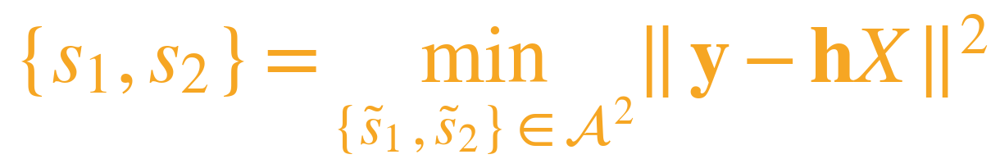 {s₁, s₂} = min ‖ 𝐲 − 𝐡X ‖²
{s̃₁, s̃₂} ∈ 𝒜²